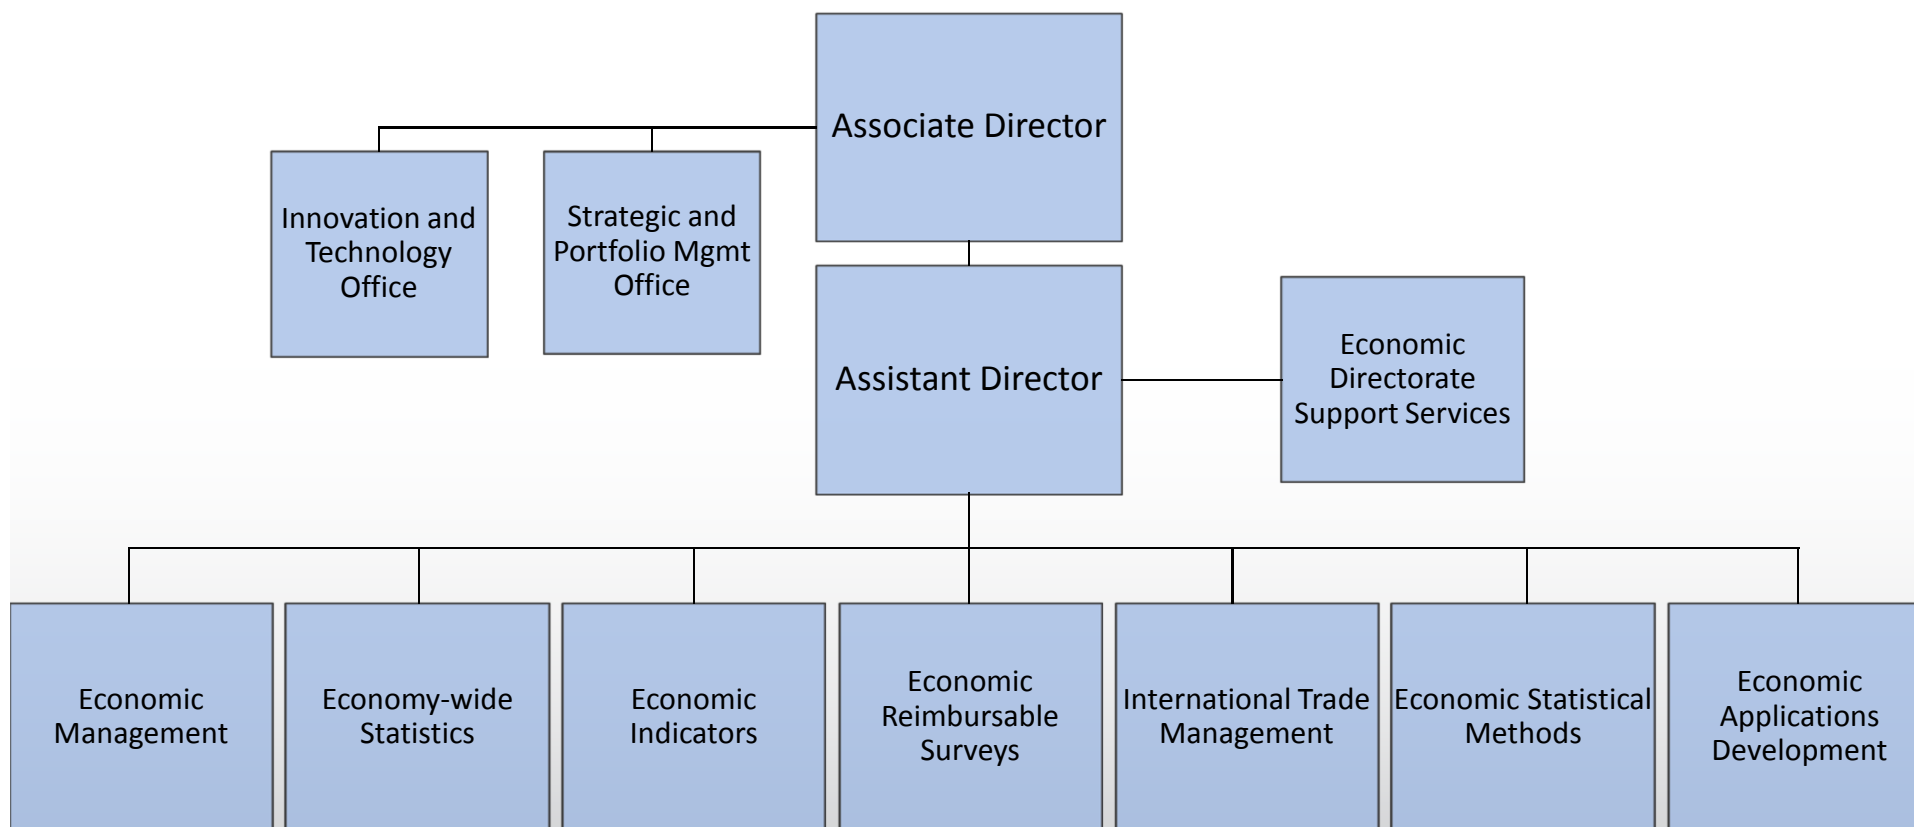 Associate Director
Innovation and
Technology
Office
Strategic and
Portfolio Mgmt
Office
Assistant Director
Economic
Directorate
Support Services
Economic
Management
Economy-wide
Statistics
Economic
Indicators
Economic
Reimbursable
Surveys
International Trade
Management
Economic Statistical
Methods
Economic
Applications
Development